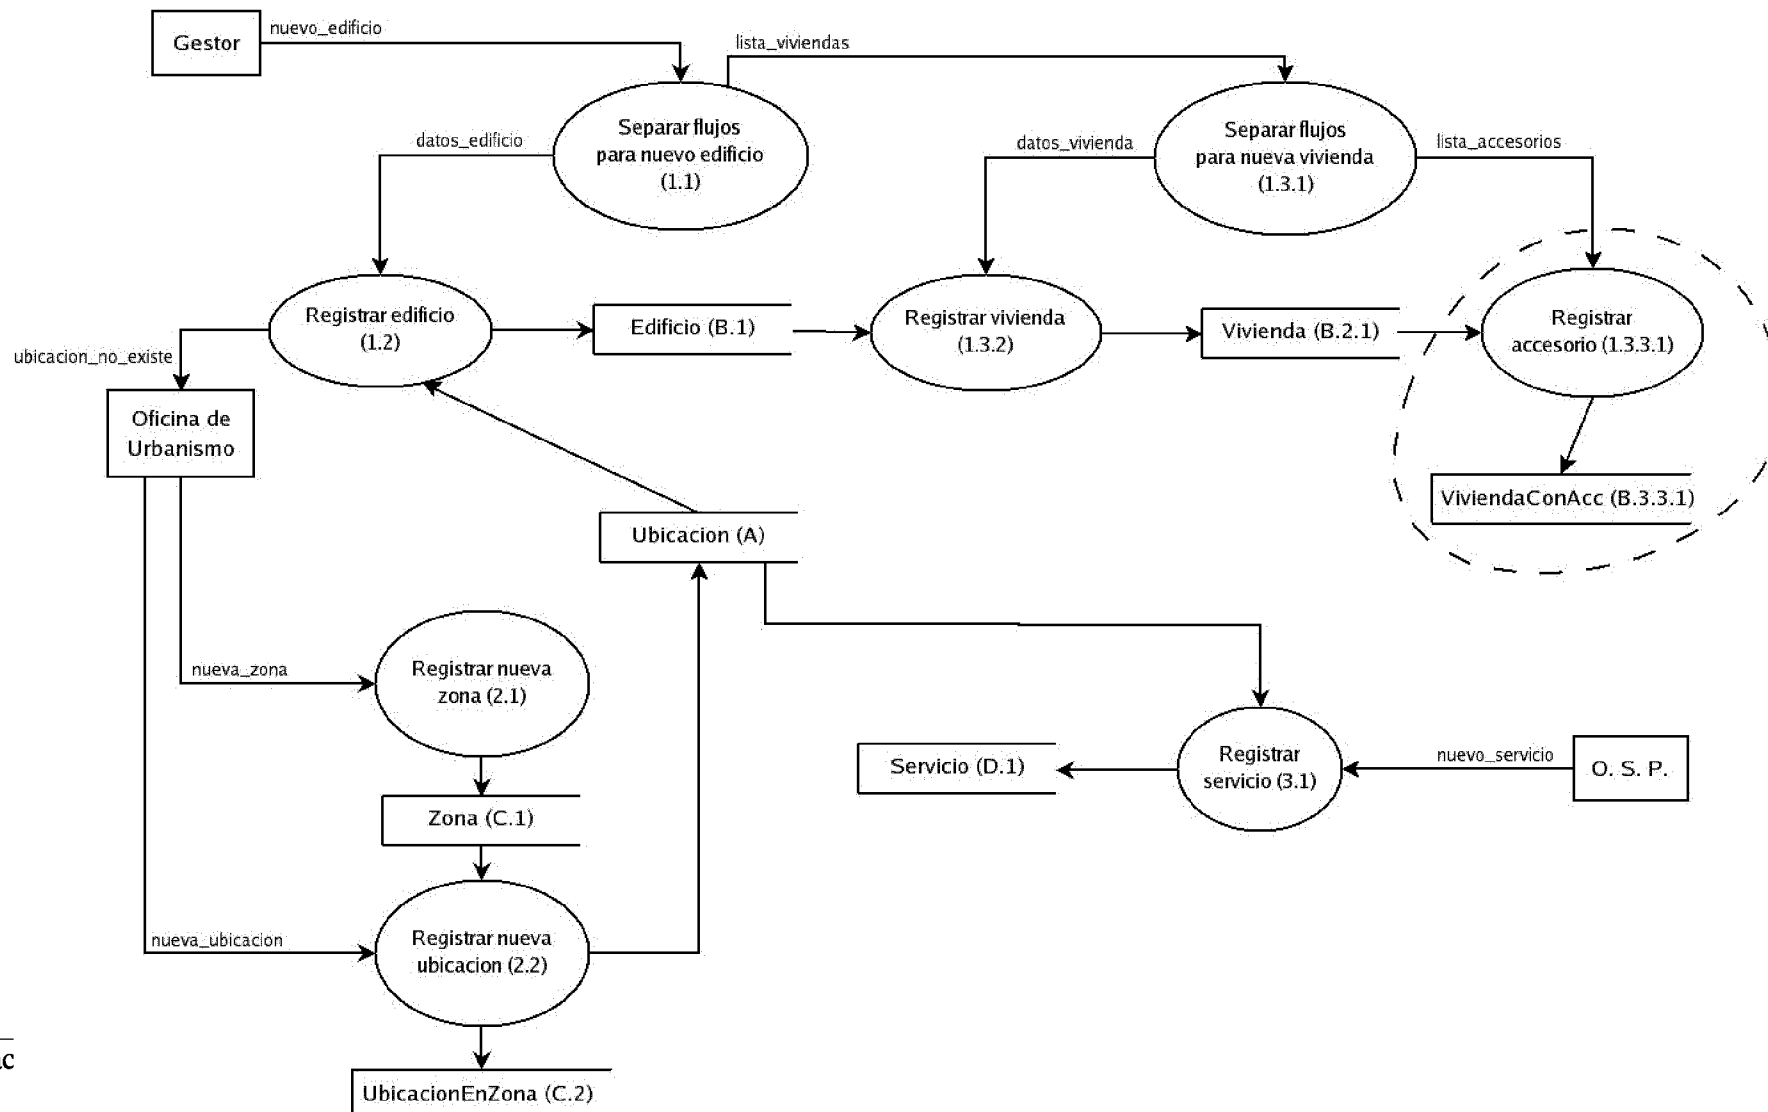 Gestor
nuevo_edificio
lista_viviendas
Separar flujos
para nuevo edificio
(1.1)
Separar flujos
para nueva vivienda
(1.3.1)
datos_edificio
datos_vivienda
lista_accesorios
Registrar edificio
(1.2)
Edificio (B.1)
Registrar vivienda
(1.3.2)
Vivienda (B.2.1)
Registrar
accesorio (1.3.3.1)
ubicacion_no_existe
Oficina de
Urbanismo
ViviendaConAcc (B.3.3.1)
Ubicacion (A)
nueva_zona
Registrar nueva
zona (2.1)
Servicio (D.1)
Registrar
servicio (3.1)
nuevo_servicio
O. S. P.
Zona (C.1)
nueva_ubicacion
Registrar nueva
ubicacion (2.2)
UbicacionEnZona (C.2)